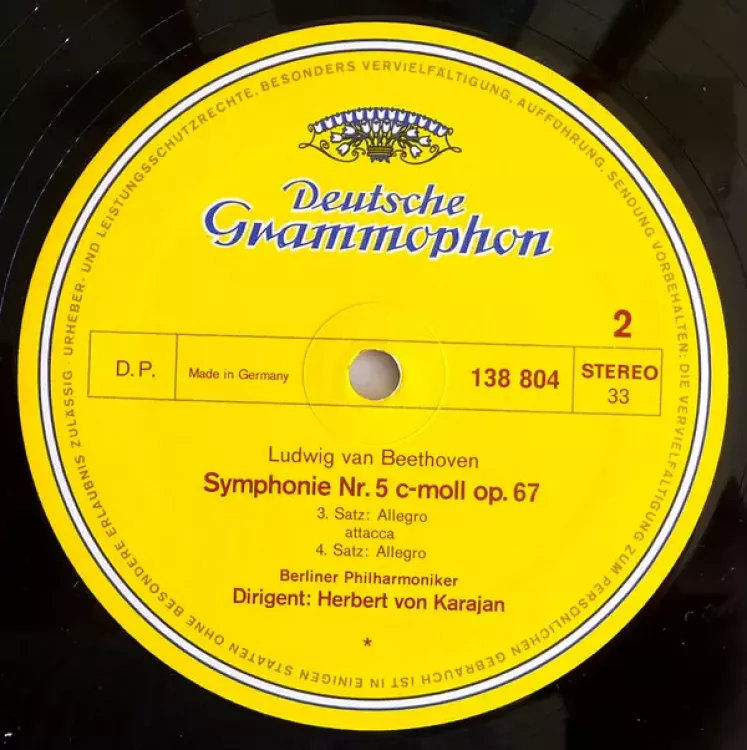 URHEBER- UND LEISTUNGSSCHUTZRECHTE, BESONDERS VERVIELFÄLTIGUNG, AUFFÜHRUNG, SENDUNG VORBEHALTEN; DIE VERVIELFÄLTIGUNG ZUM PERSÖNLICHEN GEBRAUCH IST IN EINIGEN STAATEN OHNE BESONDERE ERLAUBNIS ZULÄSSIG ·
Deutsche
Grammophon
2
D.P. Made in Germany 138 804 STEREO
33
Ludwig van Beethoven
Symphonie Nr. 5 c-moll op. 67
3. Satz: Allegro
attacca
4. Satz: Allegro
Berliner Philharmoniker
Dirigent: Herbert von Karajan
*